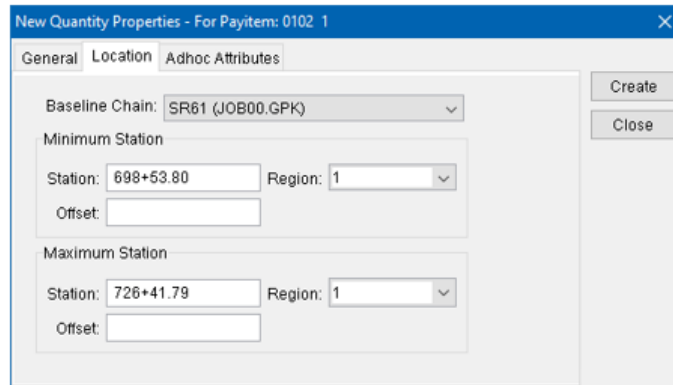 New Quantity Properties - For Payitem: 0102 1
General Location Adhoc Attributes
Create
Baseline Chain: SR61 (JOB00.GPK)
Close
Minimum Station
Station: 698+53.80 Region: 1
Offset:
Maximum Station
Station: 726+41.79 Region: 1
Offset: